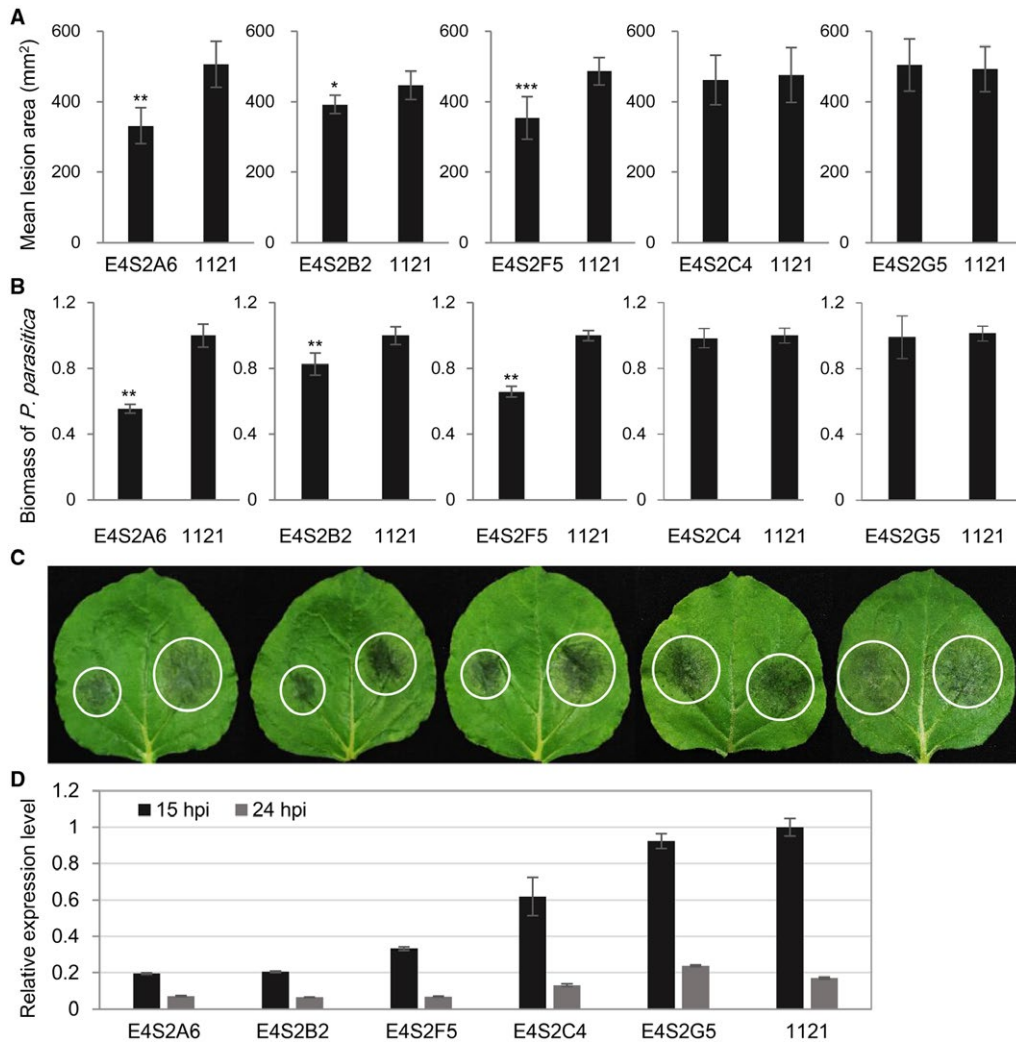 A
Mean lesion area (mm²)
600 600 600 600 600
400 400 400 400 400
200 200 200 200 200
0 0 0 0 0
** * ***
E4S2A6 1121 E4S2B2 1121 E4S2F5 1121 E4S2C4 1121 E4S2G5 1121
B
Biomass of P. parasitica
1.2 1.2 1.2 1.2 1.2
0.8 0.8 0.8 0.8 0.8
0.4 0.4 0.4 0.4 0.4
0 0 0 0 0
** ** **
E4S2A6 1121 E4S2B2 1121 E4S2F5 1121 E4S2C4 1121 E4S2G5 1121
C
D
Relative expression level
1.2
1
0.8
0.6
0.4
0.2
0
15 hpi 24 hpi
E4S2A6 E4S2B2 E4S2F5 E4S2C4 E4S2G5 1121